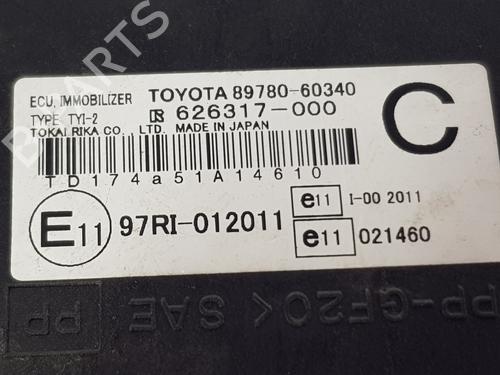 ECU, IMMOBILIZER TOYOTA 89780-60340
TYPE TYI-2 626317-000
TOKAI RIKA CO., LTD. MADE IN JAPAN
C
TD174a51A14610
E11 97RI-012011
e11 I-00 2011
e11 021460
PP PP-GF20< SAE